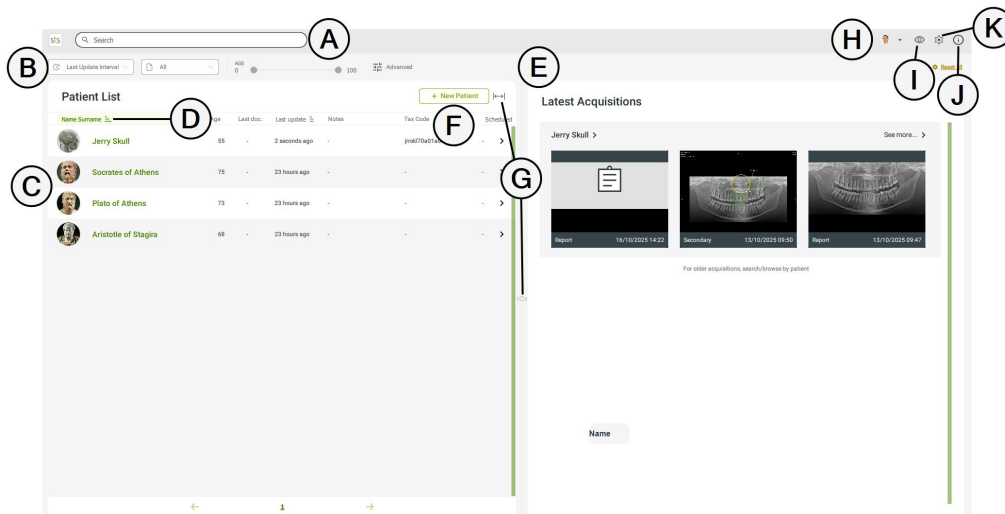 A
K
H
sts Search
B
Last Update Interval All AGE 0 100 Advanced
E
Reset all
I
J
Patient List
+ New Patient
Latest Acquisitions
Name Surname
D
Age Last doc. Last update Notes Tax Code Scheduled
F
Jerry Skull 55 - 2 seconds ago - -
Jerry Skull > See more... >
C
Socrates of Athens 75 - 23 hours ago - - -
G
Plato of Athens 73 - 23 hours ago - - -
Aristotle of Stagira 68 - 23 hours ago - - -
Report 16/10/2025 14:22
Secondary 13/10/2025 09:50
Report 13/10/2025 09:47
For older acquisitions, search/browse by patient
Name
1